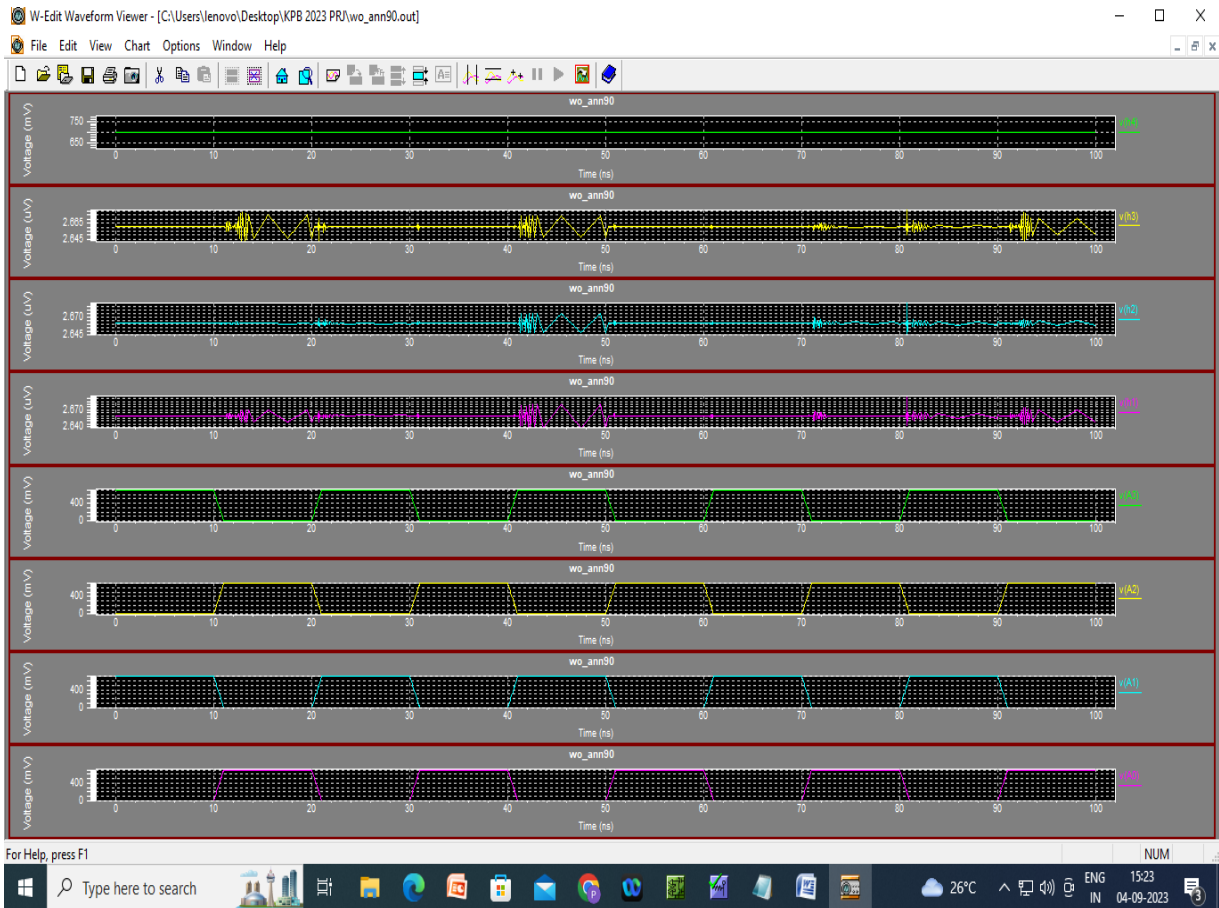 W-Edit Waveform Viewer - [C:\Users\lenovo\Desktop\KPB 2023 PRJ\wo_ann90.out]
File Edit View Chart Options Window Help
wo_ann90
Voltage (mV)
750
650
v(h4)
0 10 20 30 40 50 60 70 80 90 100
Time (ns)
wo_ann90
Voltage (uV)
2.665
2.645
v(h3)
0 10 20 30 40 50 60 70 80 90 100
Time (ns)
wo_ann90
Voltage (uV)
2.670
2.645
v(h2)
0 10 20 30 40 50 60 70 80 90 100
Time (ns)
wo_ann90
Voltage (uV)
2.670
2.640
v(h1)
0 10 20 30 40 50 60 70 80 90 100
Time (ns)
wo_ann90
Voltage (mV)
400
0
v(A3)
0 10 20 30 40 50 60 70 80 90 100
Time (ns)
wo_ann90
Voltage (mV)
400
0
v(A2)
0 10 20 30 40 50 60 70 80 90 100
Time (ns)
wo_ann90
Voltage (mV)
400
0
v(A1)
0 10 20 30 40 50 60 70 80 90 100
Time (ns)
wo_ann90
Voltage (mV)
400
0
v(A0)
0 10 20 30 40 50 60 70 80 90 100
Time (ns)
For Help, press F1
NUM
Type here to search
26°C
ENG
IN
15:23
04-09-2023
3